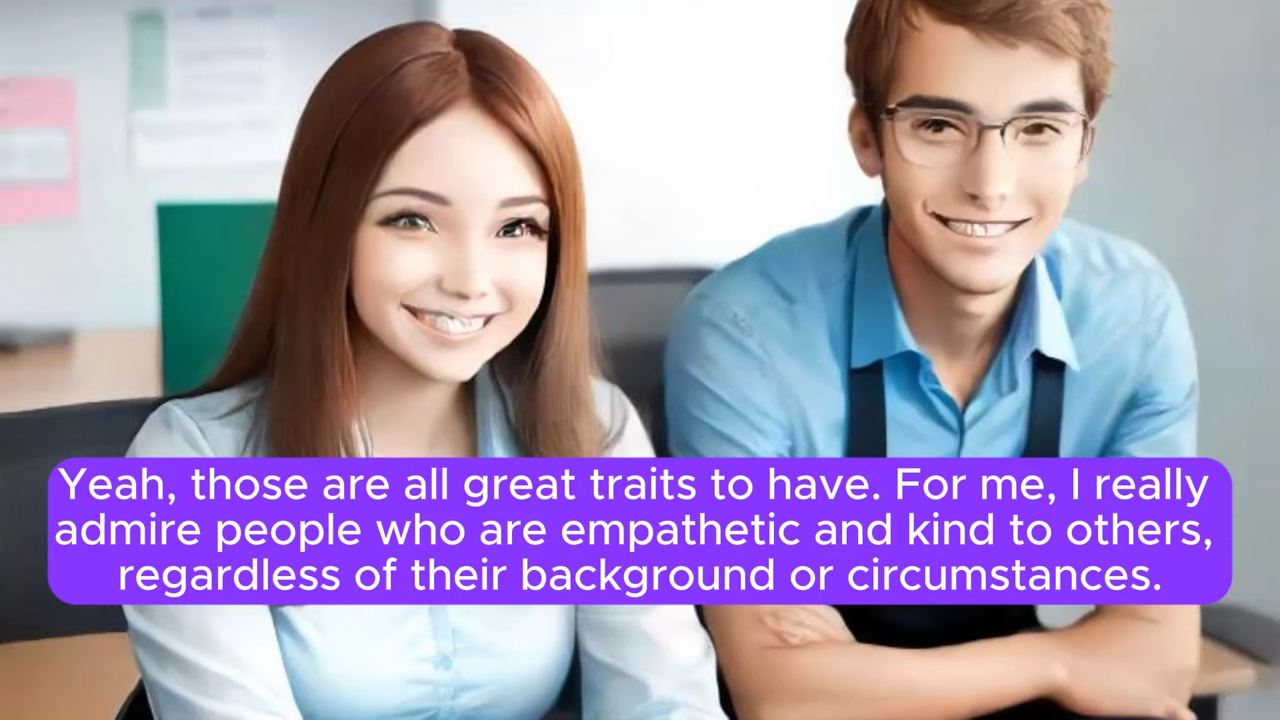 Yeah, those are all great traits to have. For me, I really
admire people who are empathetic and kind to others,
regardless of their background or circumstances.